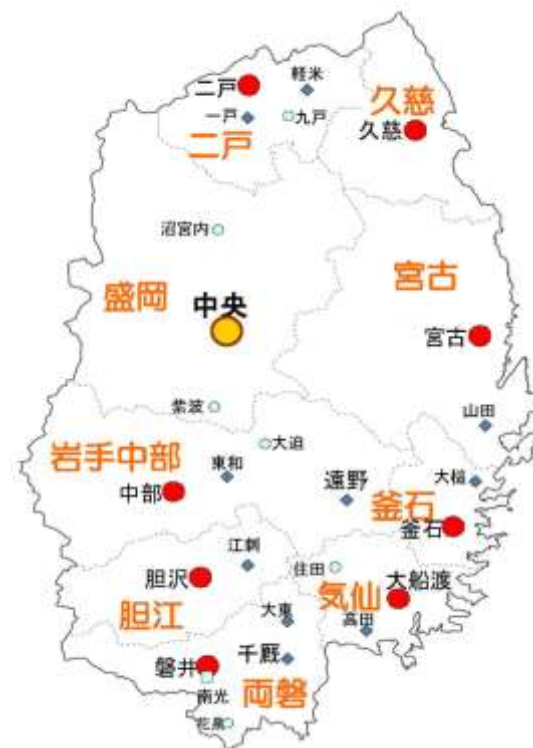 軽米
二戸
久慈
一戸
九戸
久慈
二戸
沼宮内
宮古
盛岡
中央
宮古
紫波
山田
大迫
岩手中部
東和
遠野
大槌
中部
釜石
釜石
江刺
胆沢
住田
大船渡
気仙
胆江
大東
高田
千厩
磐井
両磐
南光
花泉